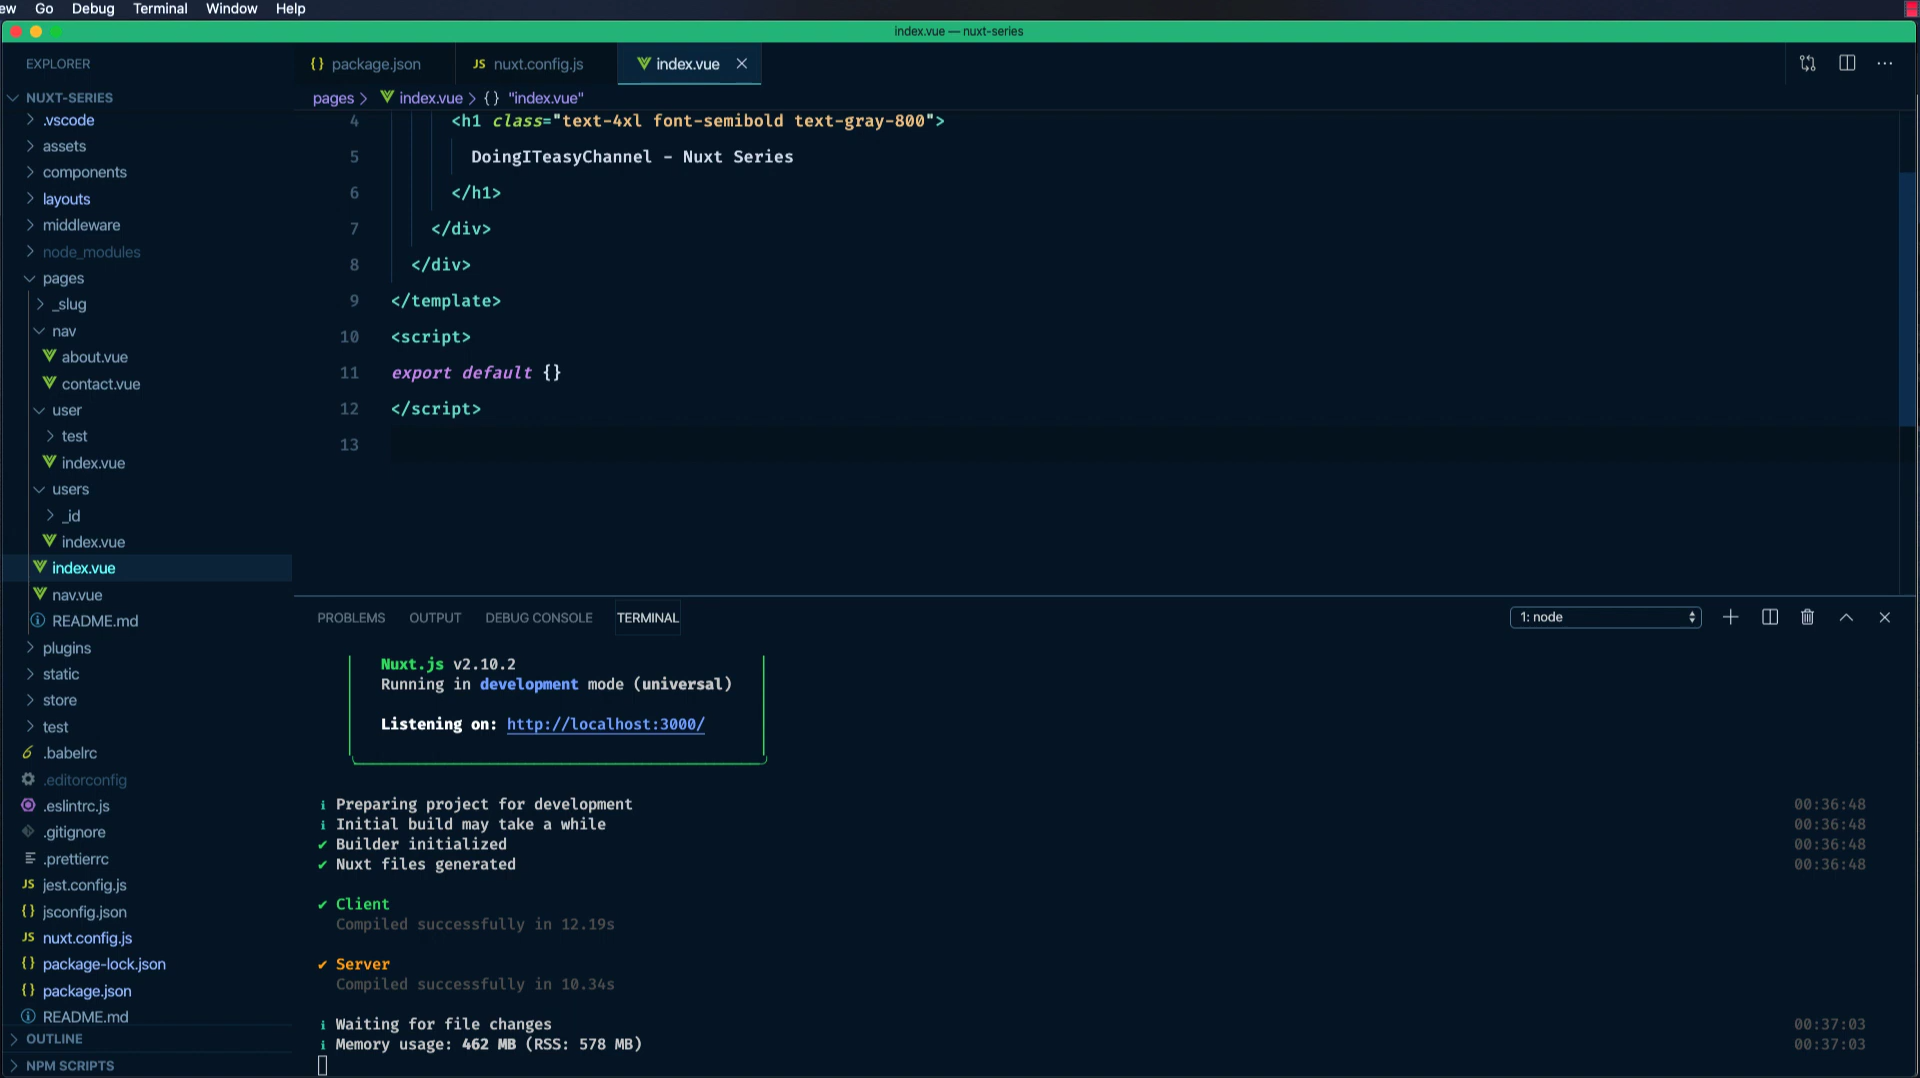 ew Go Debug Terminal Window Help
index.vue — nuxt-series
EXPLORER
NUXT-SERIES
.vscode
assets
components
layouts
middleware
node_modules
pages
_slug
nav
about.vue
contact.vue
user
test
index.vue
users
_id
index.vue
index.vue
nav.vue
README.md
plugins
static
store
test
.babelrc
.editorconfig
.eslintrc.js
.gitignore
.prettierrc
JS jest.config.js
{} jsconfig.json
JS nuxt.config.js
{} package-lock.json
{} package.json
README.md
OUTLINE
NPM SCRIPTS
{} package.json
JS nuxt.config.js
index.vue
pages > index.vue > {} "index.vue"
4 <h1 class="text-4xl font-semibold text-gray-800">
5 DoingITeasyChannel - Nuxt Series
6 </h1>
7 </div>
8 </div>
9 </template>
10 <script>
11 export default {}
12 </script>
13
PROBLEMS OUTPUT DEBUG CONSOLE TERMINAL
1: node
Nuxt.js v2.10.2
Running in development mode (universal)
Listening on: http://localhost:3000/
i Preparing project for development 00:36:48
i Initial build may take a while 00:36:48
✔ Builder initialized 00:36:48
✔ Nuxt files generated 00:36:48
✔ Client
Compiled successfully in 12.19s
✔ Server
Compiled successfully in 10.34s
i Waiting for file changes 00:37:03
i Memory usage: 462 MB (RSS: 578 MB) 00:37:03